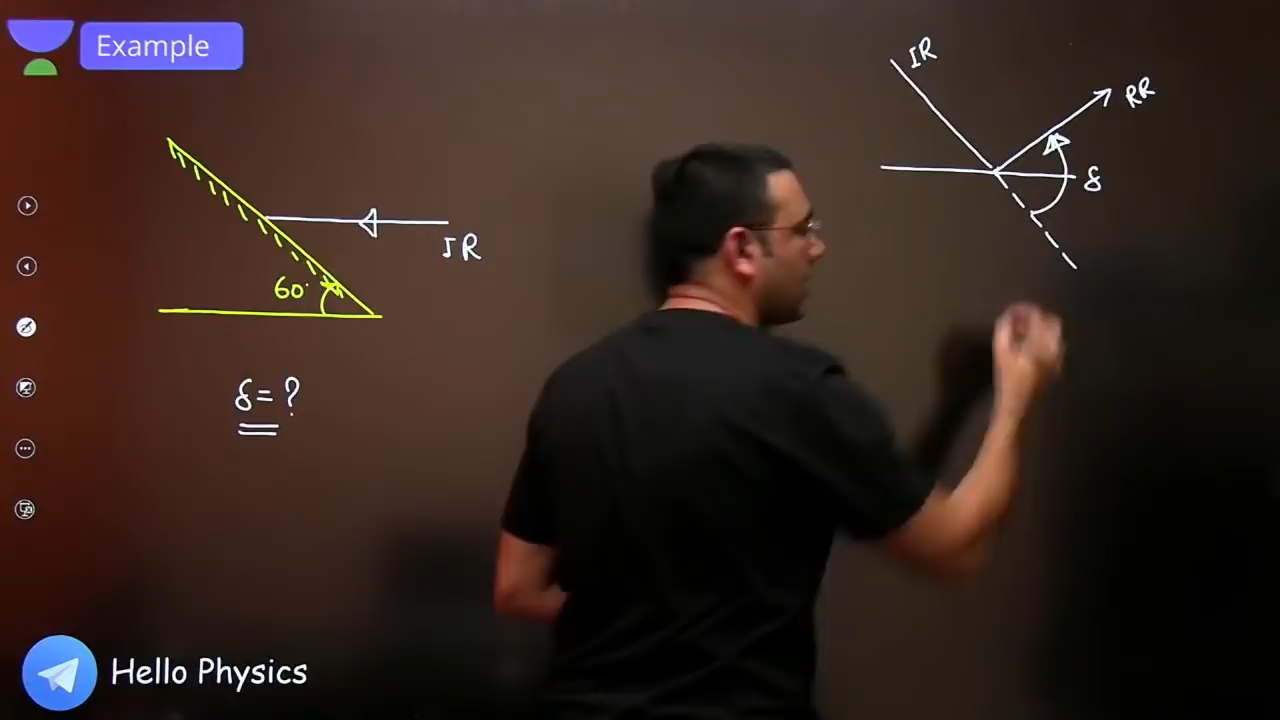 Example
IR
RR
δ
IR
60°
δ = ?
Hello Physics